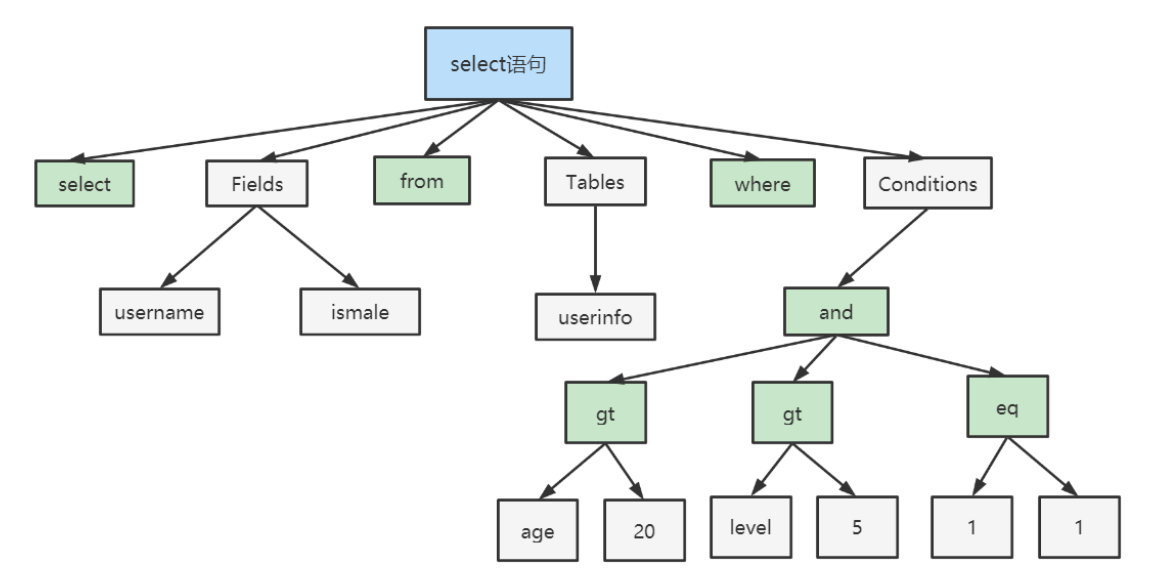 select语句
select
Fields
from
Tables
where
Conditions
username
ismale
userinfo
and
gt
gt
eq
age
20
level
5
1
1